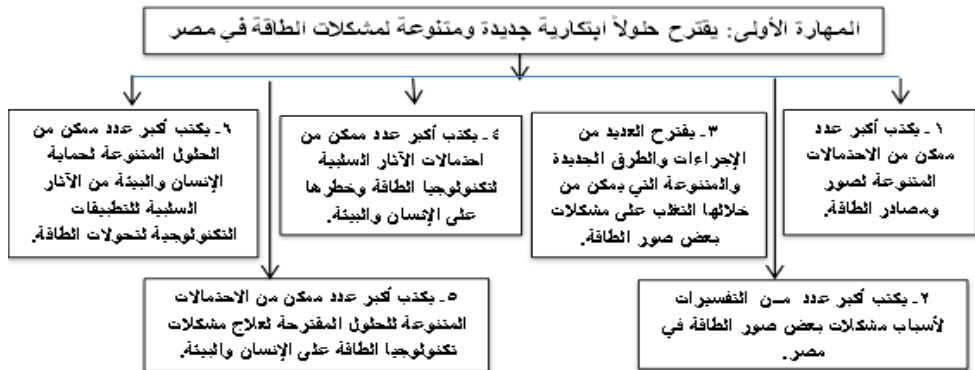 المهارة الأولى: يقترح حلولاً ابتكارية جديدة ومتنوعة لمشكلات الطاقة في مصر
١- يكتب أكبر عدد
ممكن من الاحتمالات
المتنوعة لصور
ومصادر الطاقة.
٢- يكتب أكبر عدد مـن التفسيرات
لأسباب مشكلات بعض صور الطاقة في
مصر.
٣- يقترح العديد من
الإجراءات والطرق الجديدة
والمتنوعة التي يمكن من
خلالها التغلب على مشكلات
بعض صور الطاقة.
٤- يكتب أكبر عدد ممكن من
احتمالات الآثار السلبية
لتكنولوجيا الطاقة وخطرها
على الإنسان والبيئة.
٥- يكتب أكبر عدد ممكن من الاحتمالات
المتنوعة للحلول المقترحة لعلاج مشكلات
تكنولوجيا الطاقة على الإنسان والبيئة.
٦- يكتب أكبر عدد ممكن من
الحلول المتنوعة لحماية
الإنسان والبيئة من الآثار
السلبية للتطبيقات
التكنولوجية لتحولات الطاقة.